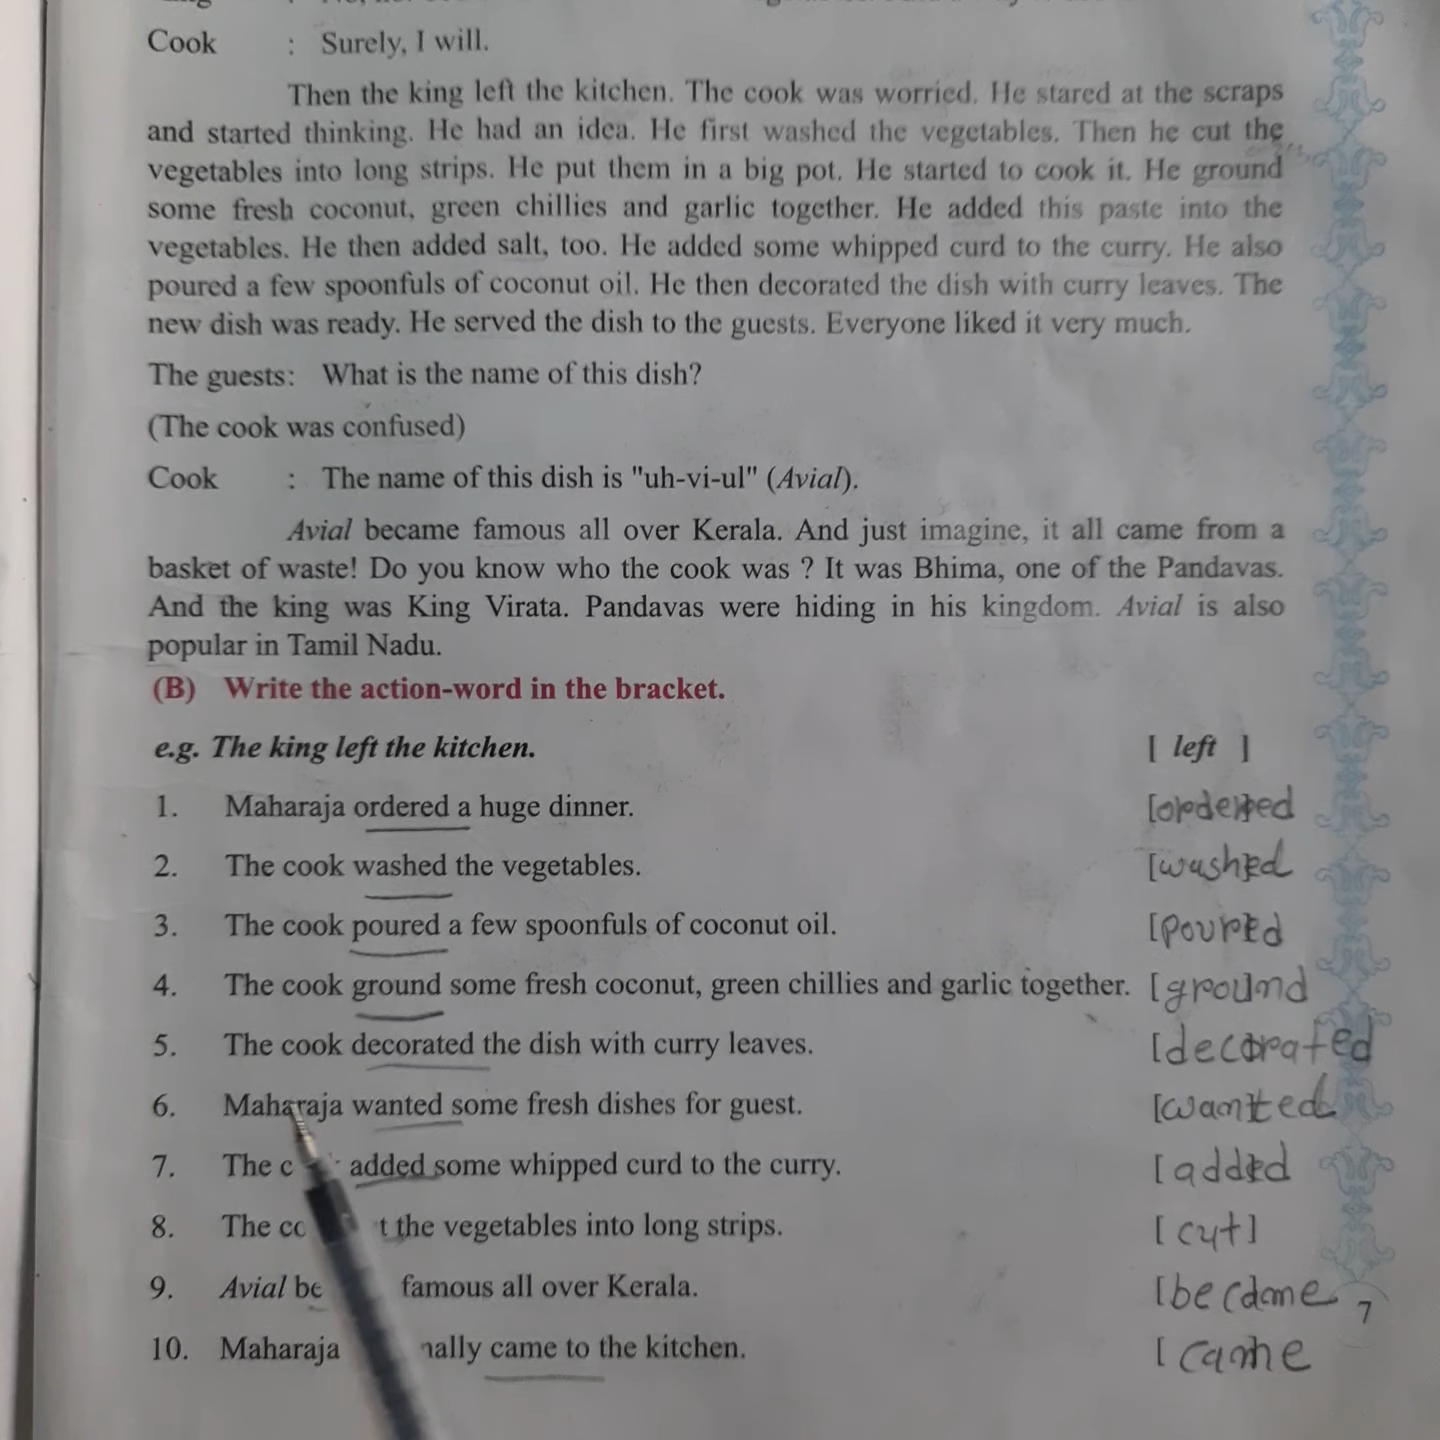 Cook : Surely, I will.
Then the king left the kitchen. The cook was worried. He stared at the scraps
and started thinking. He had an idea. He first washed the vegetables. Then he cut the
vegetables into long strips. He put them in a big pot. He started to cook it. He ground
some fresh coconut, green chillies and garlic together. He added this paste into the
vegetables. He then added salt, too. He added some whipped curd to the curry. He also
poured a few spoonfuls of coconut oil. He then decorated the dish with curry leaves. The
new dish was ready. He served the dish to the guests. Everyone liked it very much.
The guests: What is the name of this dish?
(The cook was confused)
Cook : The name of this dish is "uh-vi-ul" (Avial).
Avial became famous all over Kerala. And just imagine, it all came from a
basket of waste! Do you know who the cook was ? It was Bhima, one of the Pandavas.
And the king was King Virata. Pandavas were hiding in his kingdom. Avial is also
popular in Tamil Nadu.
(B) Write the action-word in the bracket.
e.g. The king left the kitchen. [ left ]
1. Maharaja ordered a huge dinner. [ordered
2. The cook washed the vegetables. [washed
3. The cook poured a few spoonfuls of coconut oil. [poured
4. The cook ground some fresh coconut, green chillies and garlic together. [ground
5. The cook decorated the dish with curry leaves. [decorated
6. Maharaja wanted some fresh dishes for guest. [wanted
7. The added some whipped curd to the curry. [added
8. The the vegetables into long strips. [cut]
9. Avial famous all over Kerala. [became
7
10. Maharaja came to the kitchen. [came